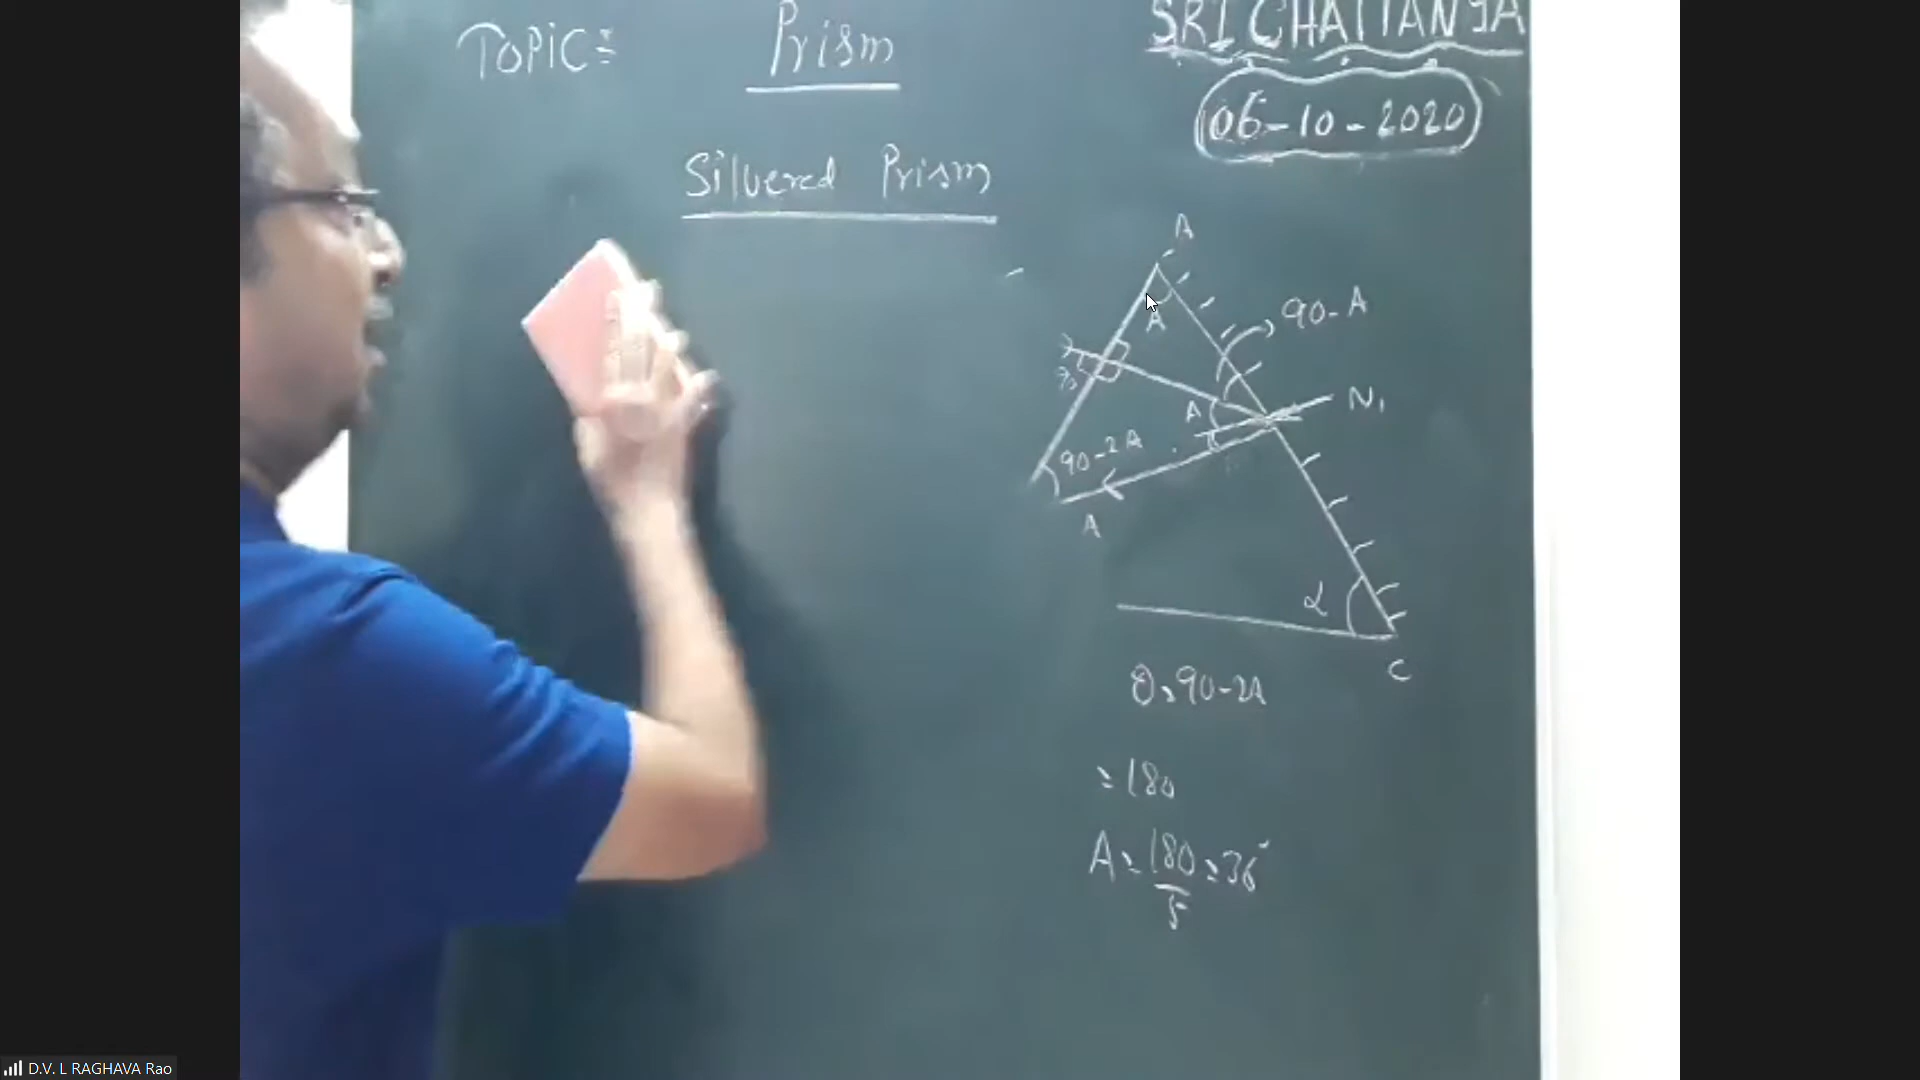 TOPIC:
Prism
SRI CHAITANYA
06-10-2020
Silvered Prism
A
90-A
A
90
N₁
A
90-2A
A
α
C
θ = 90-2A
= 180
A = 180/5 = 36°
D.V. L RAGHAVA Rao